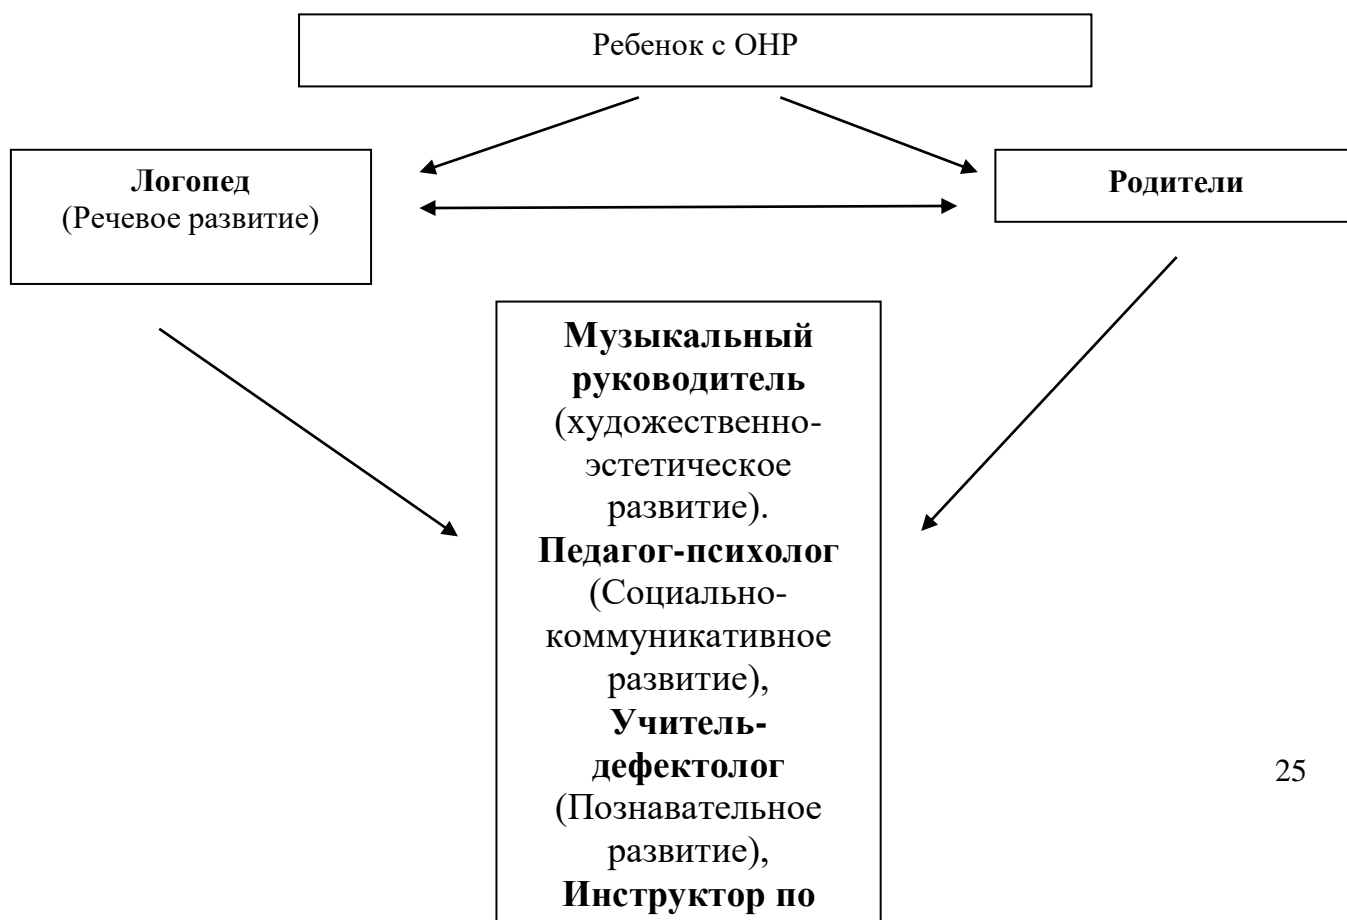 Ребенок с ОНР
Логопед
(Речевое развитие)
Родители
Музыкальный
руководитель
(художественно-
эстетическое
развитие).
Педагог-психолог
(Социально-
коммуникативное
развитие),
Учитель-
дефектолог
(Познавательное
развитие),
Инструктор по
25